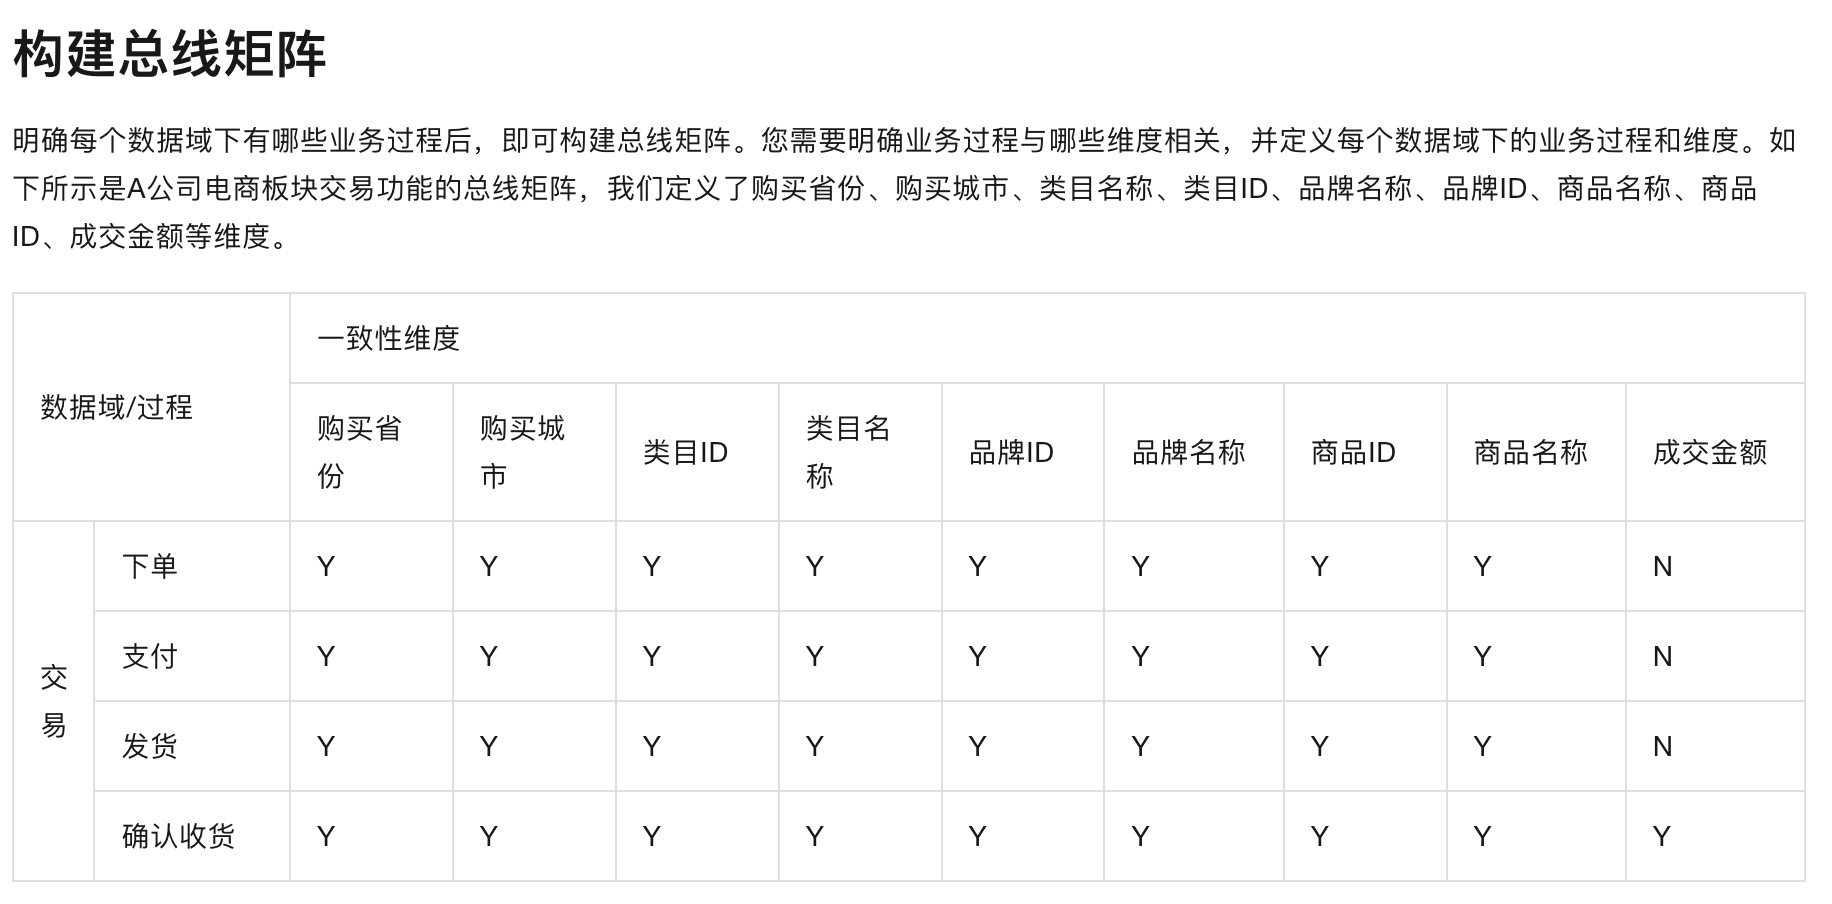 构建总线矩阵
明确每个数据域下有哪些业务过程后，即可构建总线矩阵。您需要明确业务过程与哪些维度相关，并定义每个数据域下的业务过程和维度。如
下所示是A公司电商板块交易功能的总线矩阵，我们定义了购买省份、购买城市、类目名称、类目ID、品牌名称、品牌ID、商品名称、商品
ID、成交金额等维度。
数据域/过程
一致性维度
购买省
份
购买城
市
类目ID
类目名
称
品牌ID
品牌名称
商品ID
商品名称
成交金额
交
易
下单 Y Y Y Y Y Y Y Y N
支付 Y Y Y Y Y Y Y Y N
发货 Y Y Y Y Y Y Y Y N
确认收货 Y Y Y Y Y Y Y Y Y